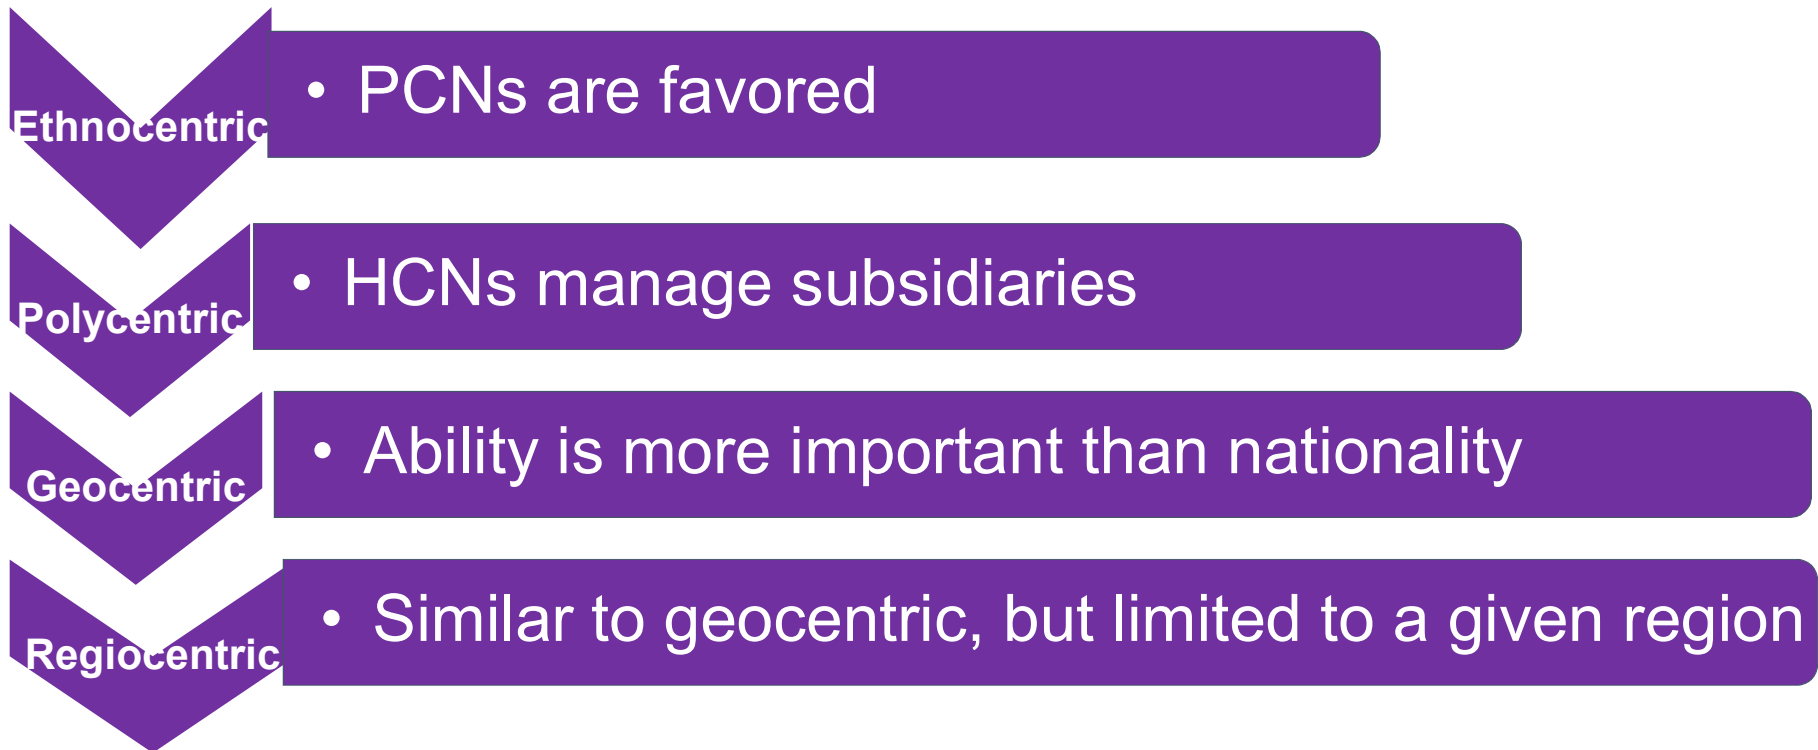 Ethnocentric
• PCNs are favored
Polycentric
• HCNs manage subsidiaries
Geocentric
• Ability is more important than nationality
Regiocentric
• Similar to geocentric, but limited to a given region